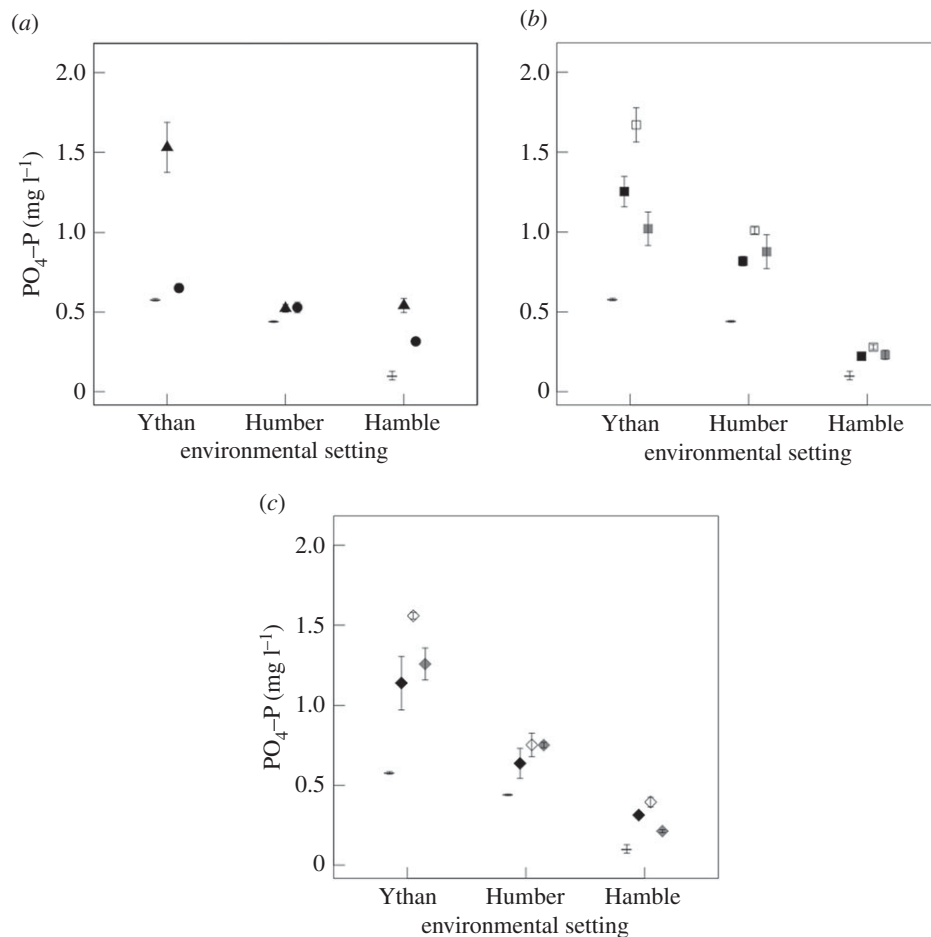 (a)
2.0
1.5
1.0
0.5
0
PO4–P (mg l−1)
Ythan Humber Hamble
environmental setting
(b)
2.0
1.5
1.0
0.5
0
Ythan Humber Hamble
environmental setting
(c)
2.0
1.5
1.0
0.5
0
PO4–P (mg l−1)
Ythan Humber Hamble
environmental setting